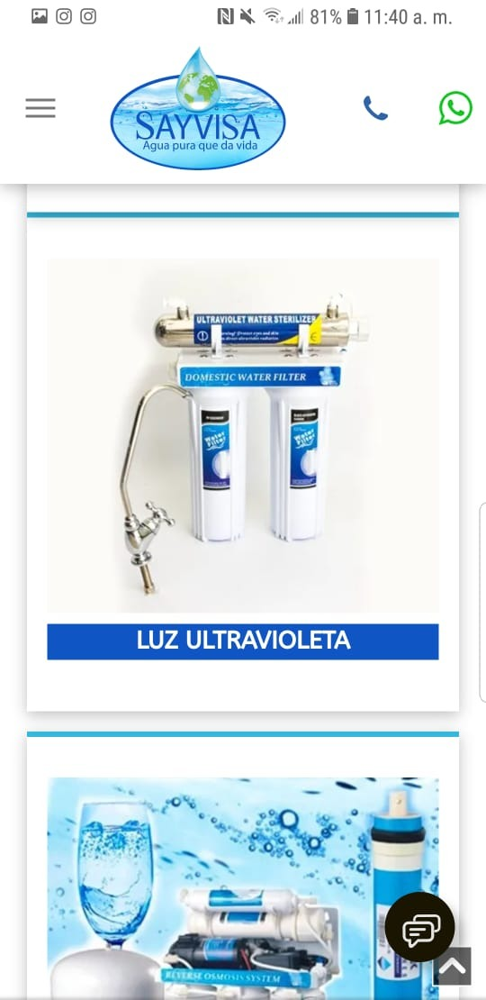 81% 11:40 a. m.
SAYVISA
Agua pura que da vida
ULTRAVIOLET WATER STERILIZER
DOMESTIC WATER FILTER
Water
Filter
Water
Filter
LUZ ULTRAVIOLETA
REVERSE OSMOSIS SYSTEM